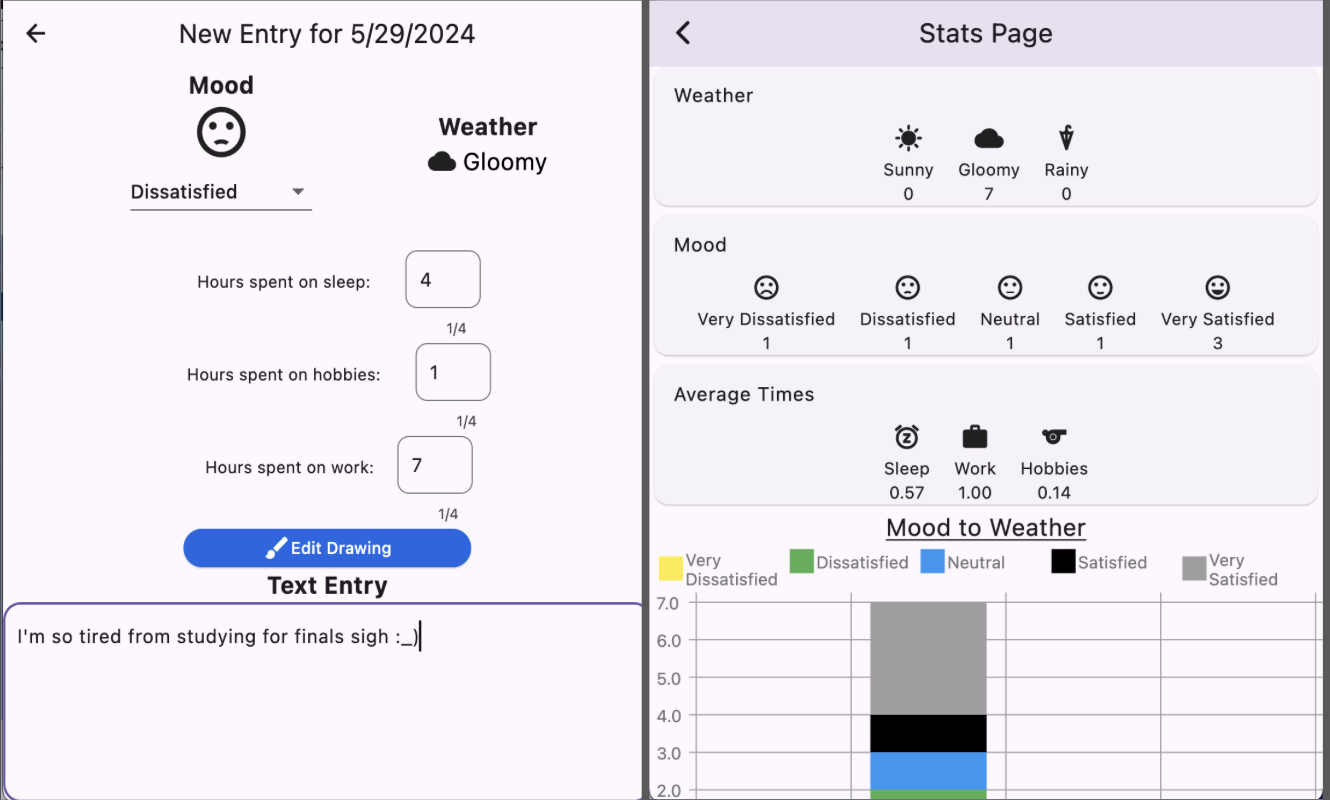 New Entry for 5/29/2024
Mood
Weather
Gloomy
Dissatisfied
Hours spent on sleep:
4
1/4
Hours spent on hobbies:
1
1/4
Hours spent on work:
7
1/4
Edit Drawing
Text Entry
I'm so tired from studying for finals sigh :_)
Stats Page
Weather
Sunny Gloomy Rainy
0 7 0
Mood
Very Dissatisfied Dissatisfied Neutral Satisfied Very Satisfied
1 1 1 1 3
Average Times
Sleep Work Hobbies
0.57 1.00 0.14
Mood to Weather
Very
Dissatisfied
Dissatisfied
Neutral
Satisfied
Very
Satisfied
7.0
6.0
5.0
4.0
3.0
2.0